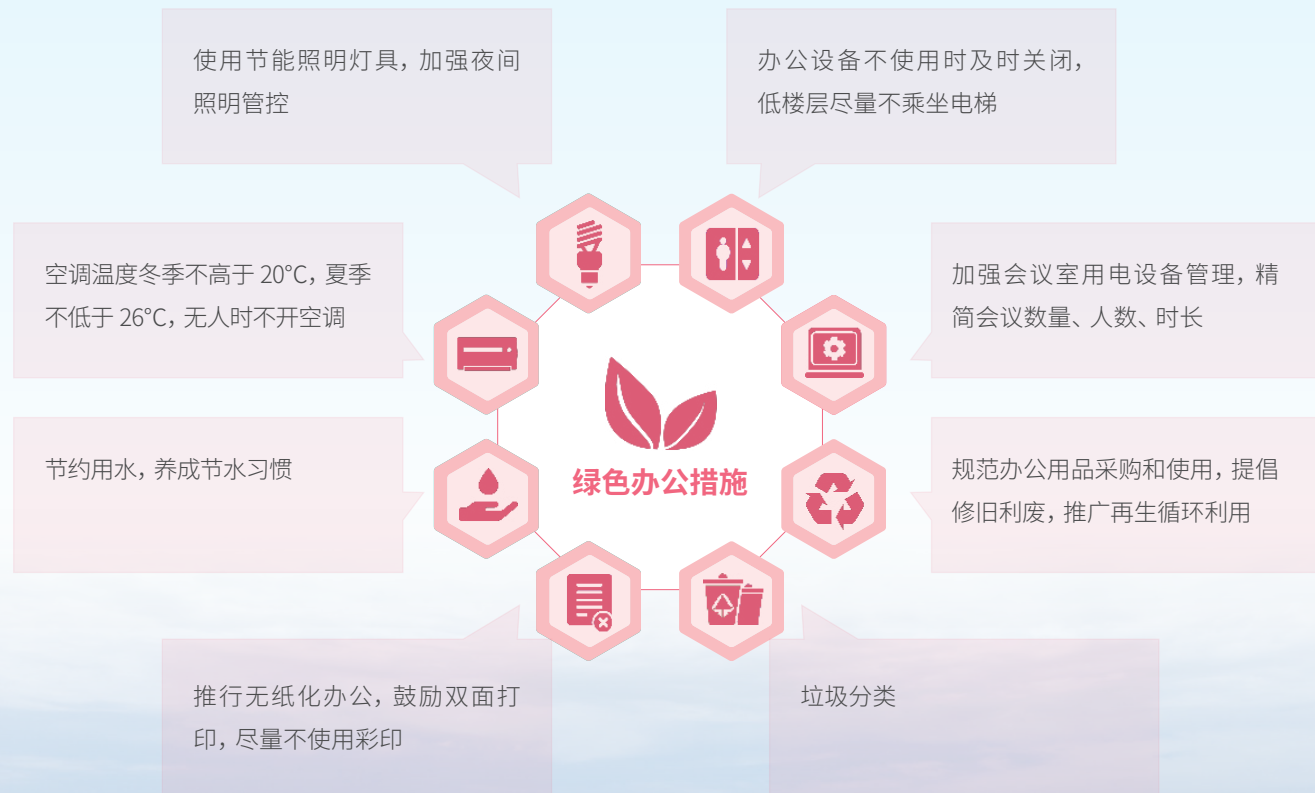 使用节能照明灯具，加强夜间
照明管控
办公设备不使用时及时关闭，
低楼层尽量不乘坐电梯
空调温度冬季不高于 20℃，夏季
不低于 26℃，无人时不开空调
加强会议室用电设备管理，精
简会议数量、人数、时长
节约用水，养成节水习惯
绿色办公措施
规范办公用品采购和使用，提倡
修旧利废，推广再生循环利用
推行无纸化办公，鼓励双面打
印，尽量不使用彩印
垃圾分类